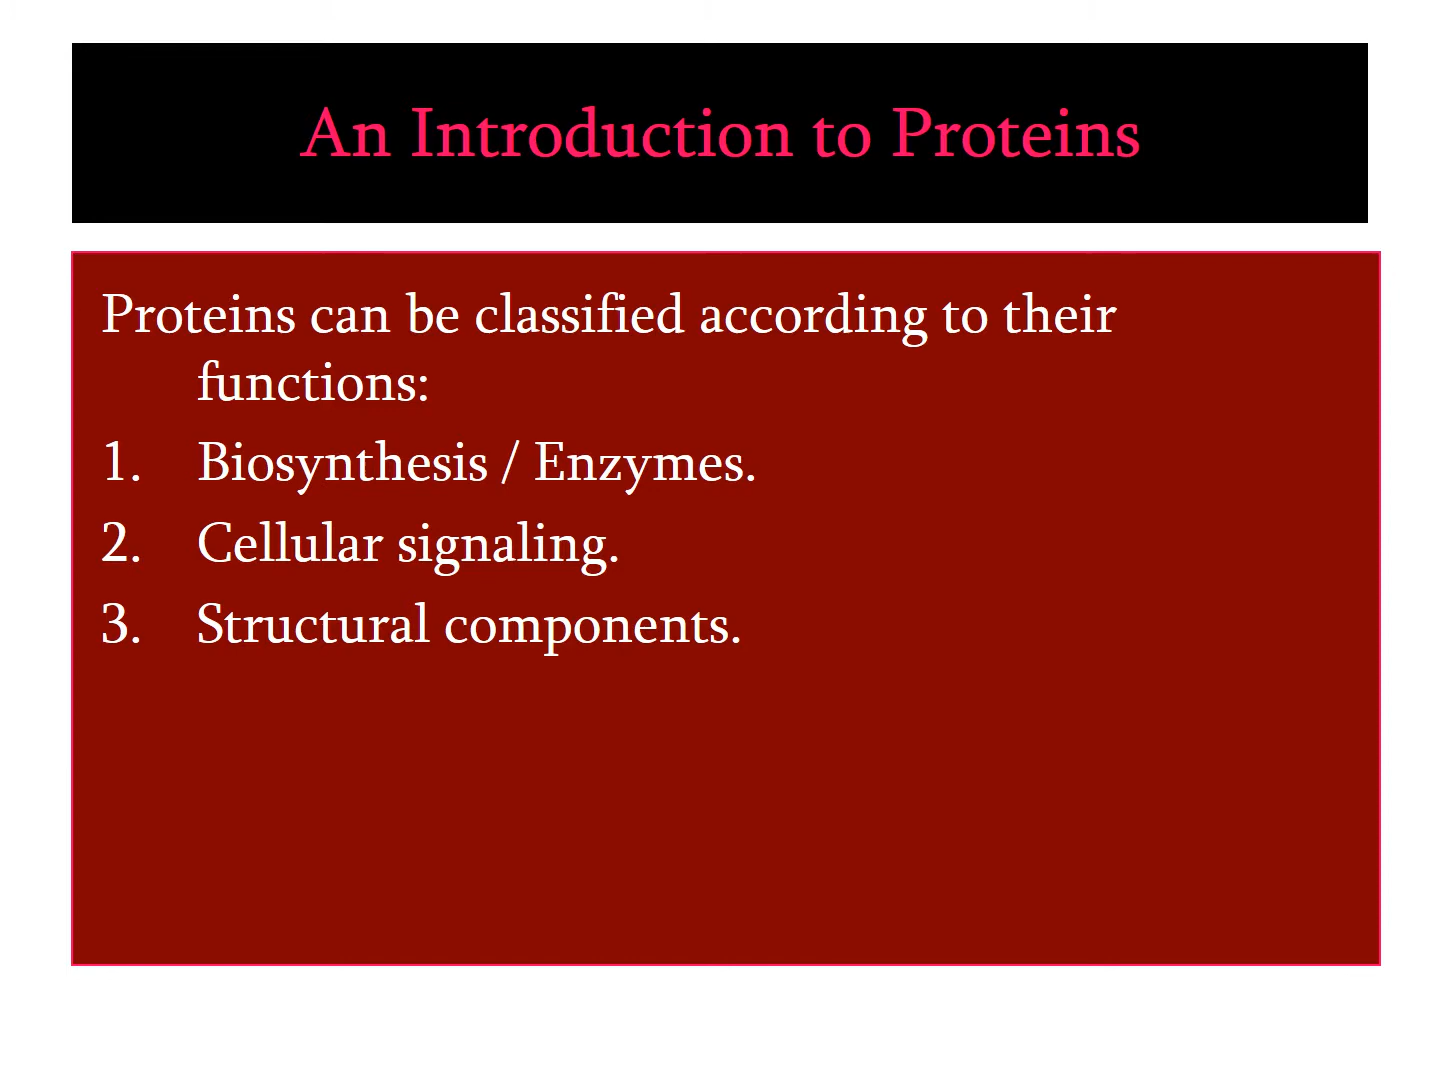 An Introduction to Proteins
Proteins can be classified according to their
functions:
1. Biosynthesis / Enzymes.
2. Cellular signaling.
3. Structural components.